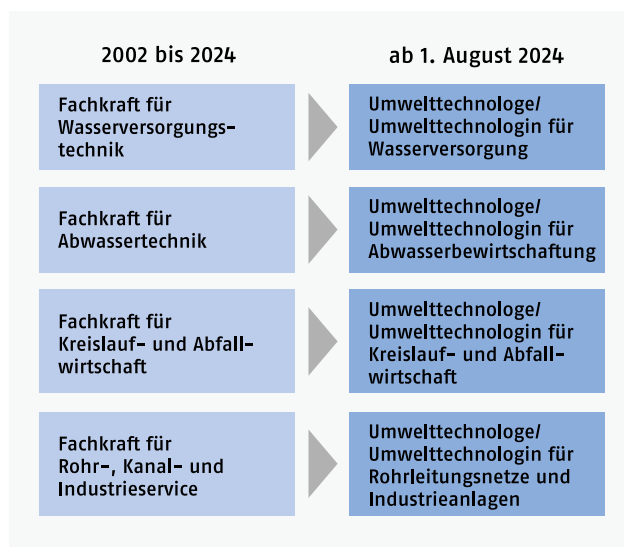 2002 bis 2024
ab 1. August 2024
Fachkraft für
Wasserversorgungs-
technik
Umwelttechnologe/
Umwelttechnologin für
Wasserversorgung
Fachkraft für
Abwassertechnik
Umwelttechnologe/
Umwelttechnologin für
Abwasserbewirtschaftung
Fachkraft für
Kreislauf- und Abfall-
wirtschaft
Umwelttechnologe/
Umwelttechnologin für
Kreislauf- und Abfall-
wirtschaft
Fachkraft für
Rohr-, Kanal- und
Industrieservice
Umwelttechnologe/
Umwelttechnologin für
Rohrleitungsnetze und
Industrieanlagen